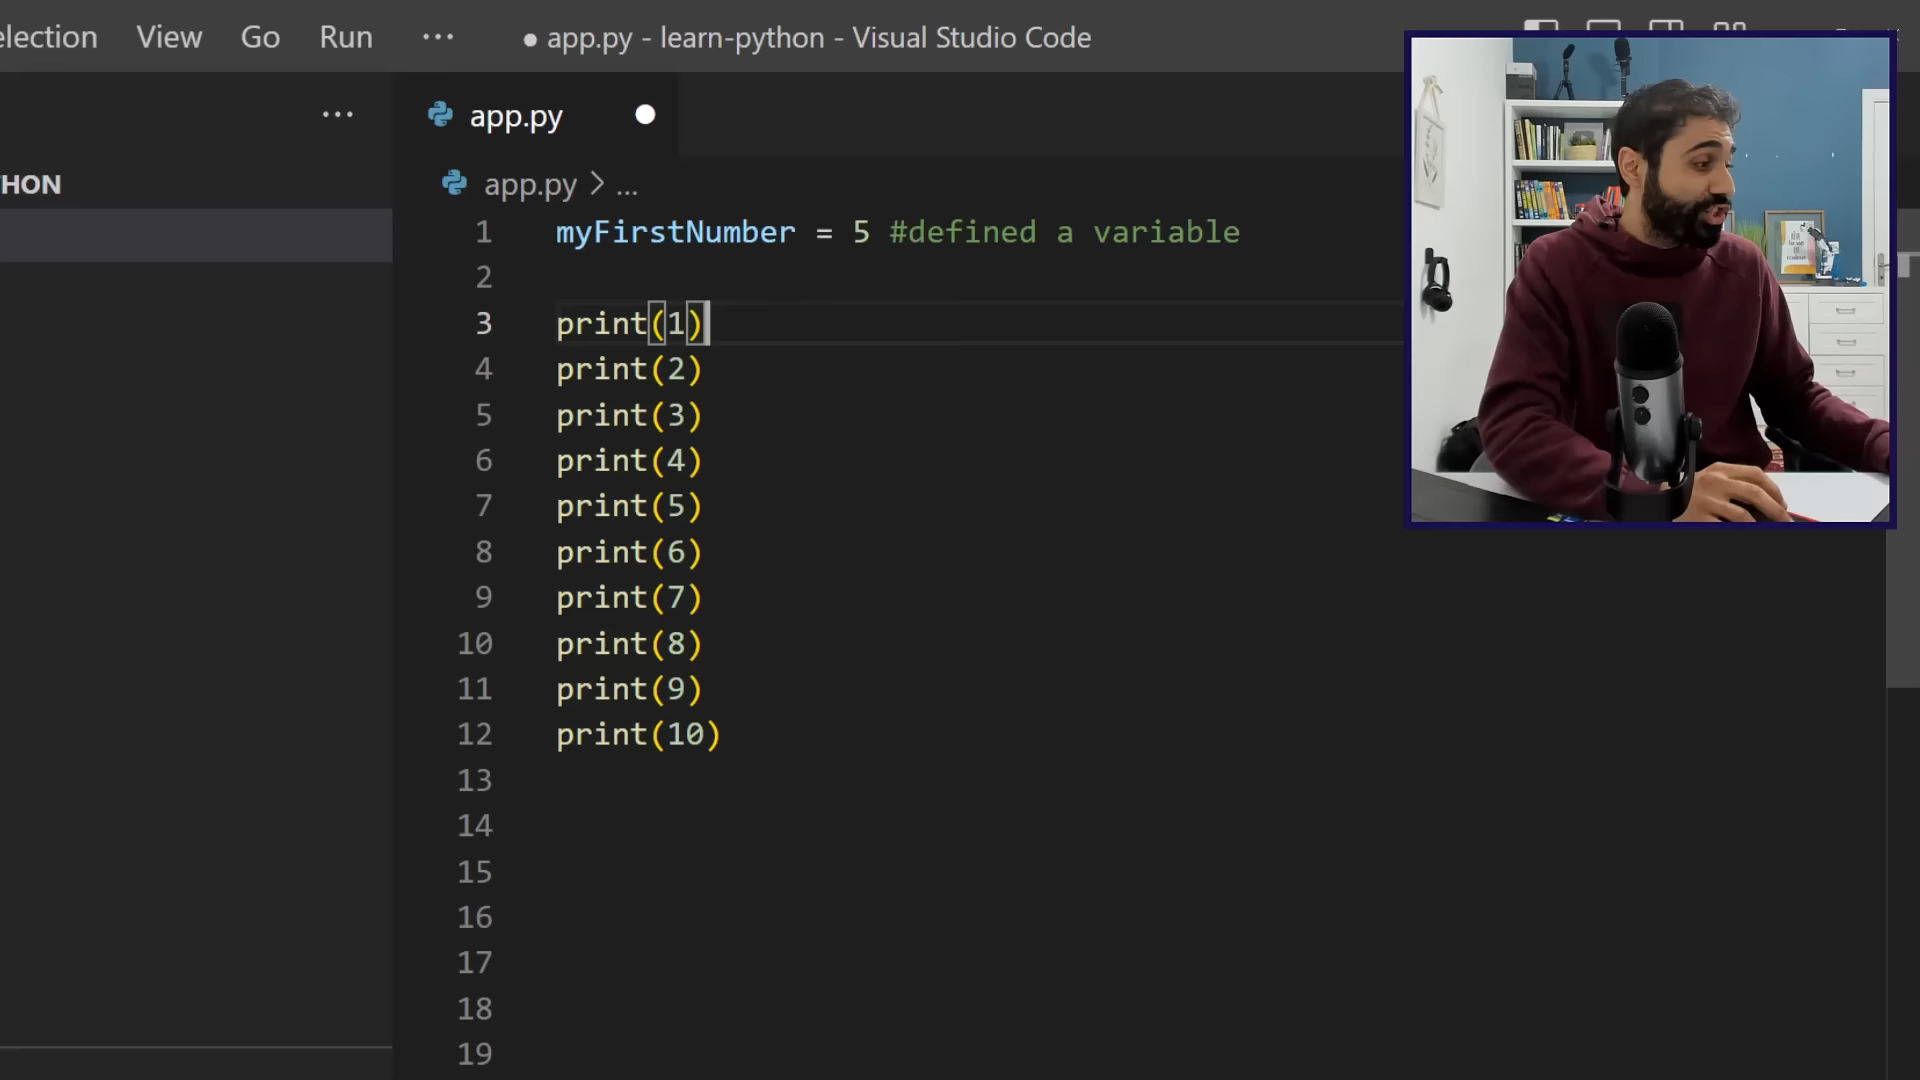 election View Go Run ... ● app.py - learn-python - Visual Studio Code
... app.py ●
THON
app.py > ...
1 myFirstNumber = 5 #defined a variable
2
3 print(1)
4 print(2)
5 print(3)
6 print(4)
7 print(5)
8 print(6)
9 print(7)
10 print(8)
11 print(9)
12 print(10)
13
14
15
16
17
18
19